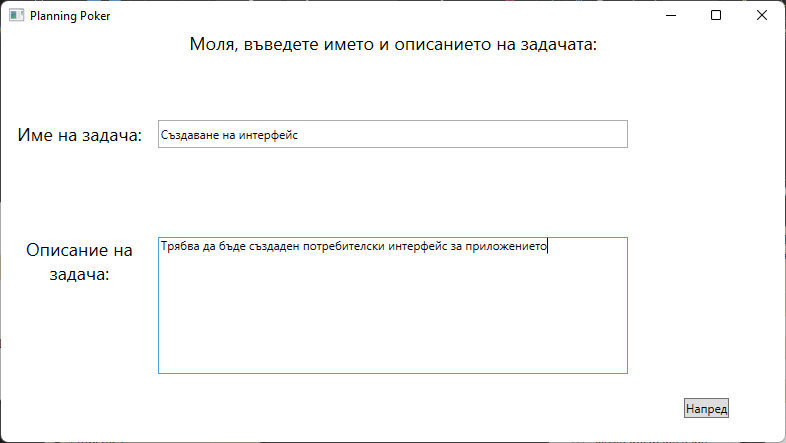 Planning Poker
Моля, въведете името и описанието на задачата:
Име на задача:
Създаване на интерфейс
Описание на
задача:
Трябва да бъде създаден потребителски интерфейс за приложението
Напред